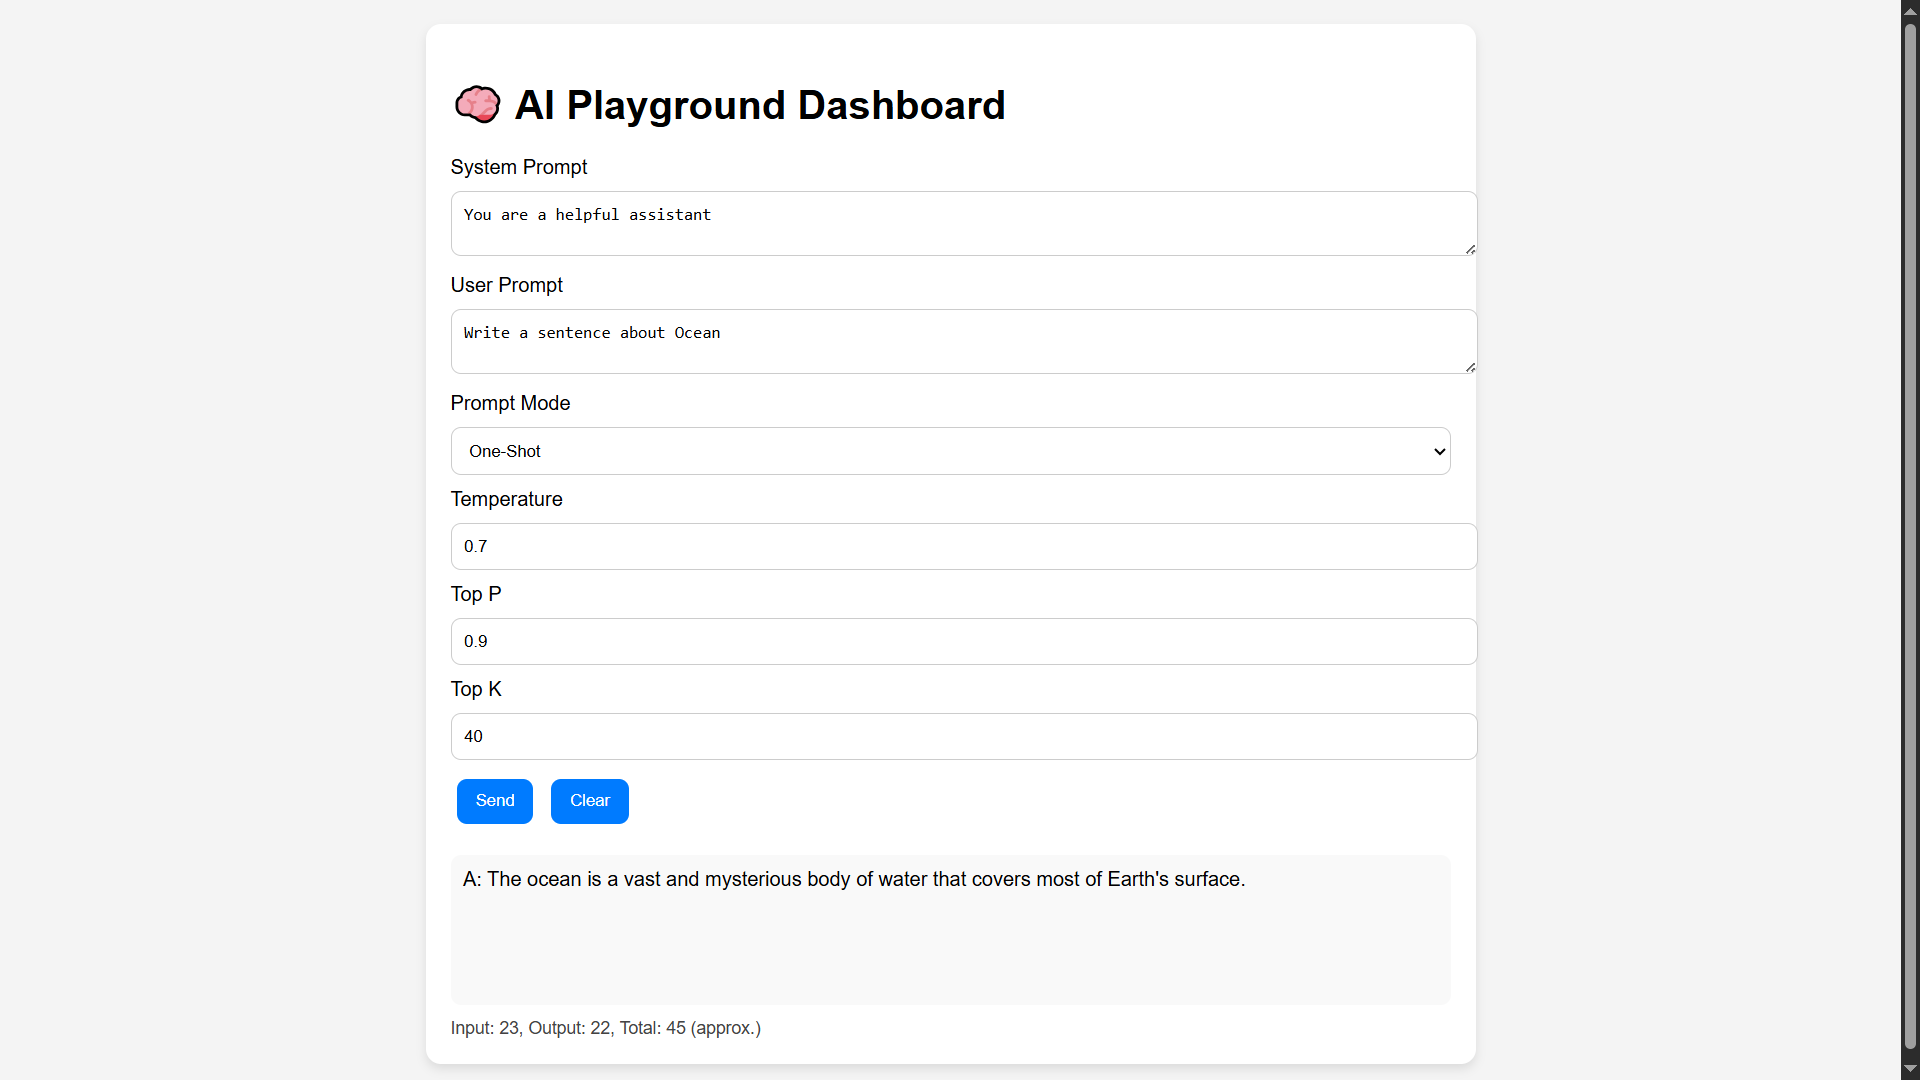 AI Playground Dashboard
System Prompt
You are a helpful assistant
User Prompt
Write a sentence about Ocean
Prompt Mode
One-Shot
Temperature
0.7
Top P
0.9
Top K
40
Send Clear
A: The ocean is a vast and mysterious body of water that covers most of Earth's surface.
Input: 23, Output: 22, Total: 45 (approx.)